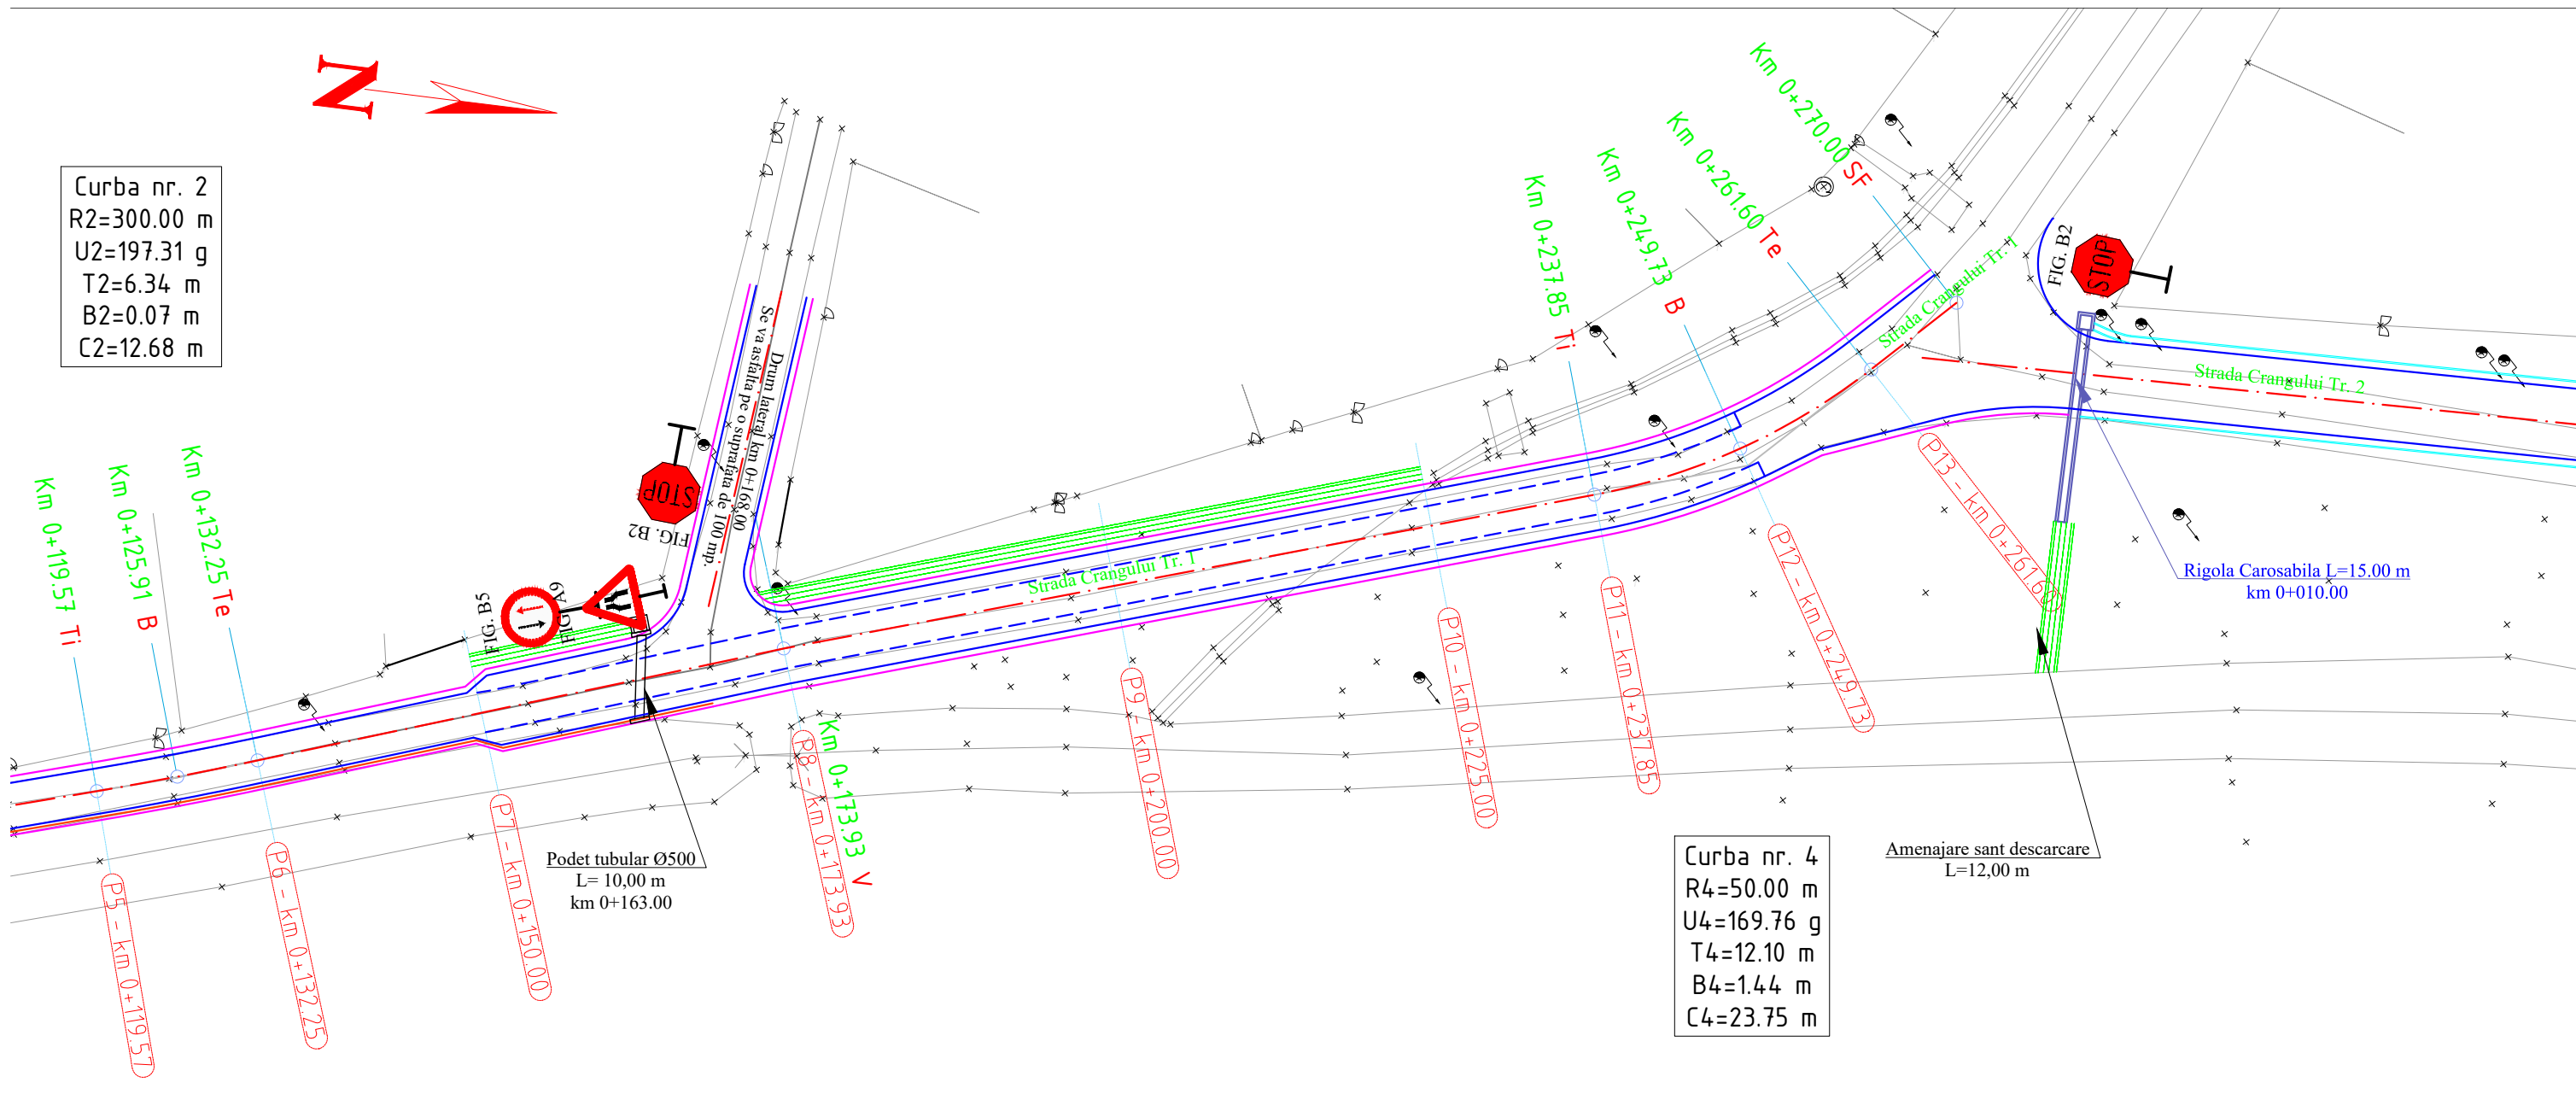 N
Curba nr. 2
R2=300.00 m
U2=197.31 g
T2=6.34 m
B2=0.07 m
C2=12.68 m
Km 0+119.57 Ti
Km 0+125.91 B
Km 0+132.25 Te
FIG. B5
FIG. A9
STOP
FIG. B2
Drum lateral km 0+168.00
Se va asfalta pe o suprafata de 100 mp.
Km 0+173.93 V
Strada Crangului Tr. 1
Km 0+237.85 Ti
Km 0+249.73 B
Km 0+261.60 Te
Km 0+270.00 SF
Strada Crangului Tr. 1
FIG. B2
STOP
Strada Crangului Tr. 2
Rigola Carosabila L=15.00 m
km 0+010.00
Amenajare sant descarcare
L=12,00 m
Podet tubular Ø500
L= 10,00 m
km 0+163.00
P5 - km 0+119.57
P6 - km 0+132.25
P7 - km 0+150.00
P8 - km 0+173.93
P9 - km 0+200.00
P10 - km 0+225.00
P11 - km 0+237.85
P12 - km 0+249.73
P13 - km 0+261.60
Curba nr. 4
R4=50.00 m
U4=169.76 g
T4=12.10 m
B4=1.44 m
C4=23.75 m